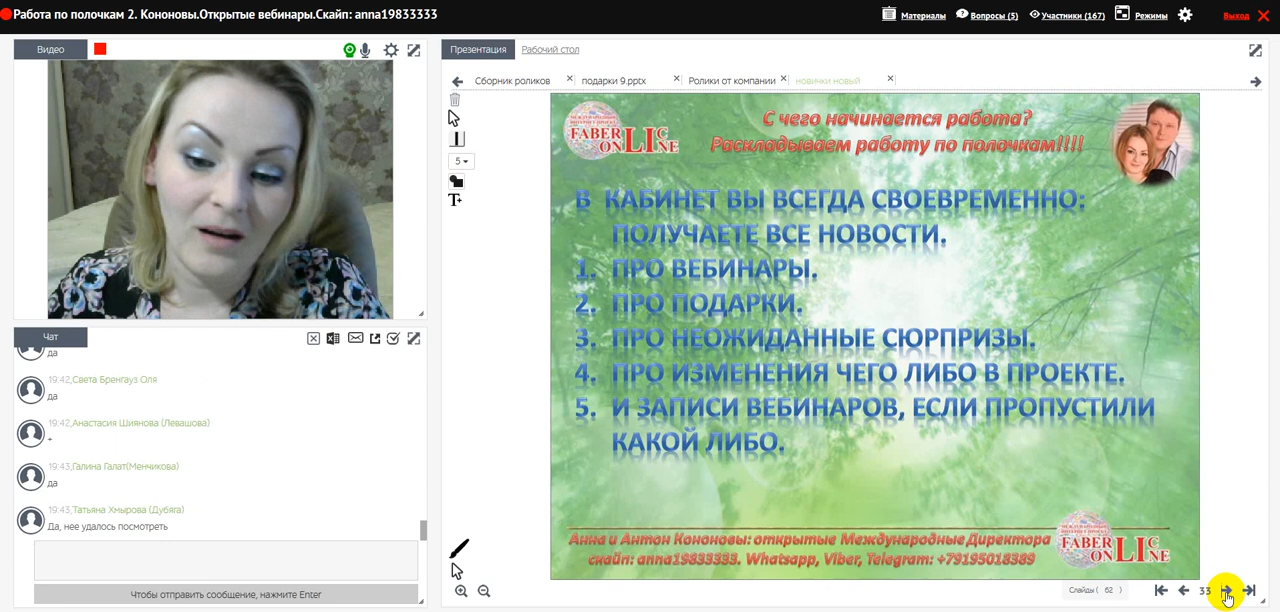 Работа по полочкам 2. Кононовы.Открытые вебинары.Скайп: anna19833333
Материалы
Вопросы (5)
Участники (167)
Режимы
Выход
Видео
Презентация
Рабочий стол
Сборник роликов
подарки 9.pptx
Ролики от компании
новички новый
5
T+
МЕЖДУНАРОДНЫЙ
ИНТЕРНЕТ-ПРОЕКТ
FABERLIC
ONLINE
С чего начинается работа?
Раскладываем работу по полочкам!!!!
В КАБИНЕТ ВЫ ВСЕГДА СВОЕВРЕМЕННО:
ПОЛУЧАЕТЕ ВСЕ НОВОСТИ.
1. ПРО ВЕБИНАРЫ.
2. ПРО ПОДАРКИ.
3. ПРО НЕОЖИДАННЫЕ СЮРПРИЗЫ.
4. ПРО ИЗМЕНЕНИЯ ЧЕГО ЛИБО В ПРОЕКТЕ.
5. И ЗАПИСИ ВЕБИНАРОВ, ЕСЛИ ПРОПУСТИЛИ
КАКОЙ ЛИБО.
Анна и Антон Кононовы: открытые Международные Директора
скайп: anna19833333. Whatsapp, Viber, Telegram: +79195018389
FABERLIC
ONLINE
Слайды ( 62 )
33
Чат
да
19:42,Света Бренгауз Оля
да
19:42,Анастасия Шиянова (Левашова)
+
19:43,Галина Галат(Менчикова)
да
19:43,Татьяна Хмырова (Дубяга)
Да, нее удалось посмотреть
Чтобы отправить сообщение, нажмите Enter